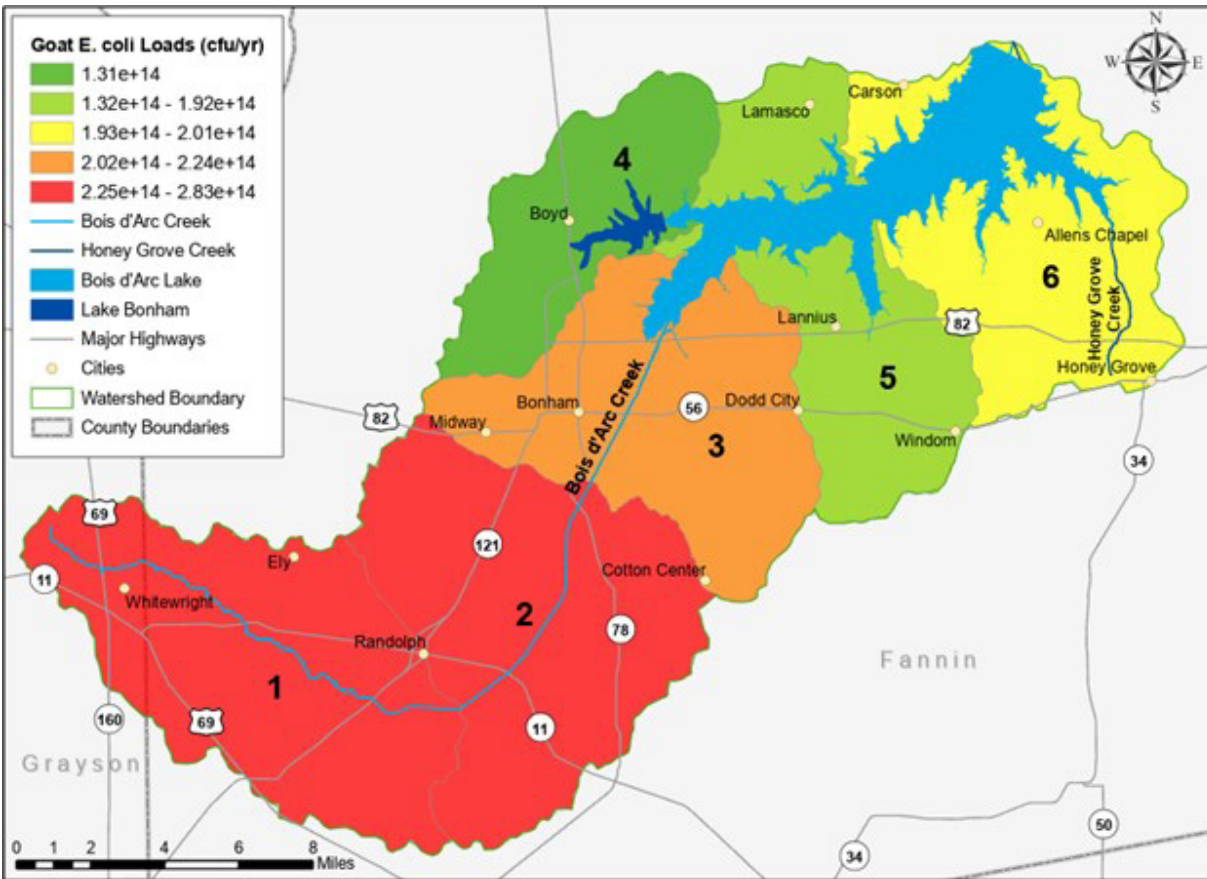 Goat E. coli Loads (cfu/yr)
1.31e+14
1.32e+14 - 1.92e+14
1.93e+14 - 2.01e+14
2.02e+14 - 2.24e+14
2.25e+14 - 2.83e+14
Bois d'Arc Creek
Honey Grove Creek
Bois d'Arc Lake
Lake Bonham
Major Highways
Cities
Watershed Boundary
County Boundaries
N
W E
S
Carson
Lamasco
4
Boyd
Allens Chapel
6
Honey Grove
Creek
Lannius
82
Honey Grove
5
Bois d'Arc Creek
Bonham
56
Dodd City
82
Midway
3
Windom
34
69
121
Ely
Cotton Center
11
Whitewright
2
78
Randolph
Fannin
1
160
69
11
Grayson
50
34
0 1 2 4 6 8
Miles